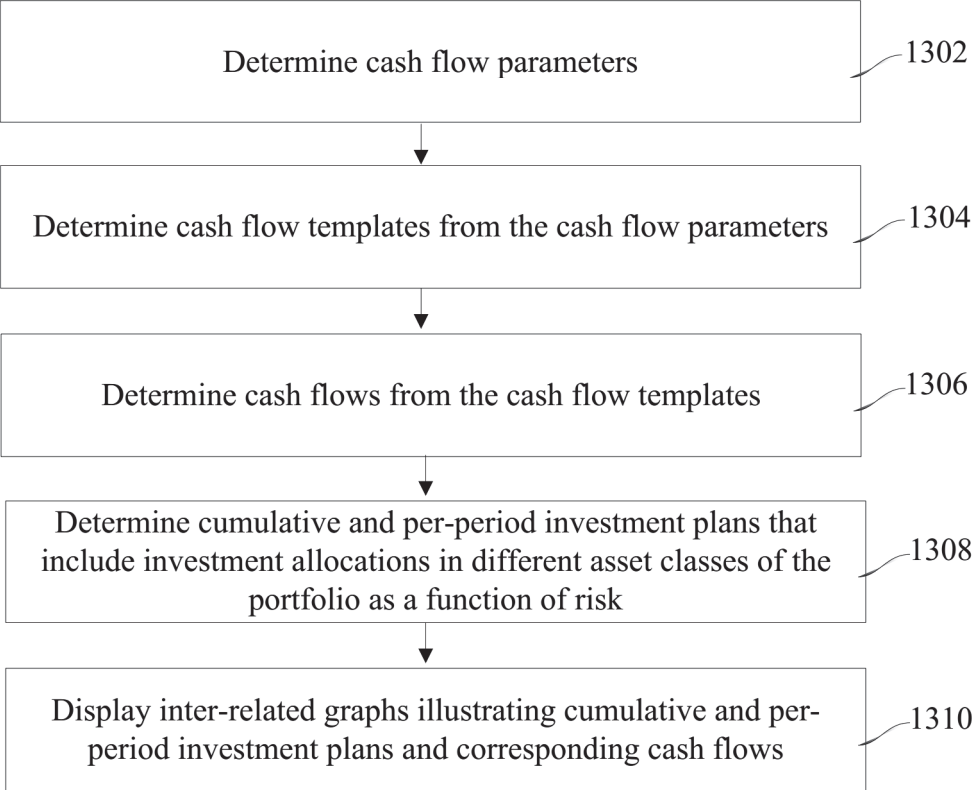 Determine cash flow parameters
1302
Determine cash flow templates from the cash flow parameters
1304
Determine cash flows from the cash flow templates
1306
Determine cumulative and per-period investment plans that
include investment allocations in different asset classes of the
portfolio as a function of risk
1308
Display inter-related graphs illustrating cumulative and per-
period investment plans and corresponding cash flows
1310